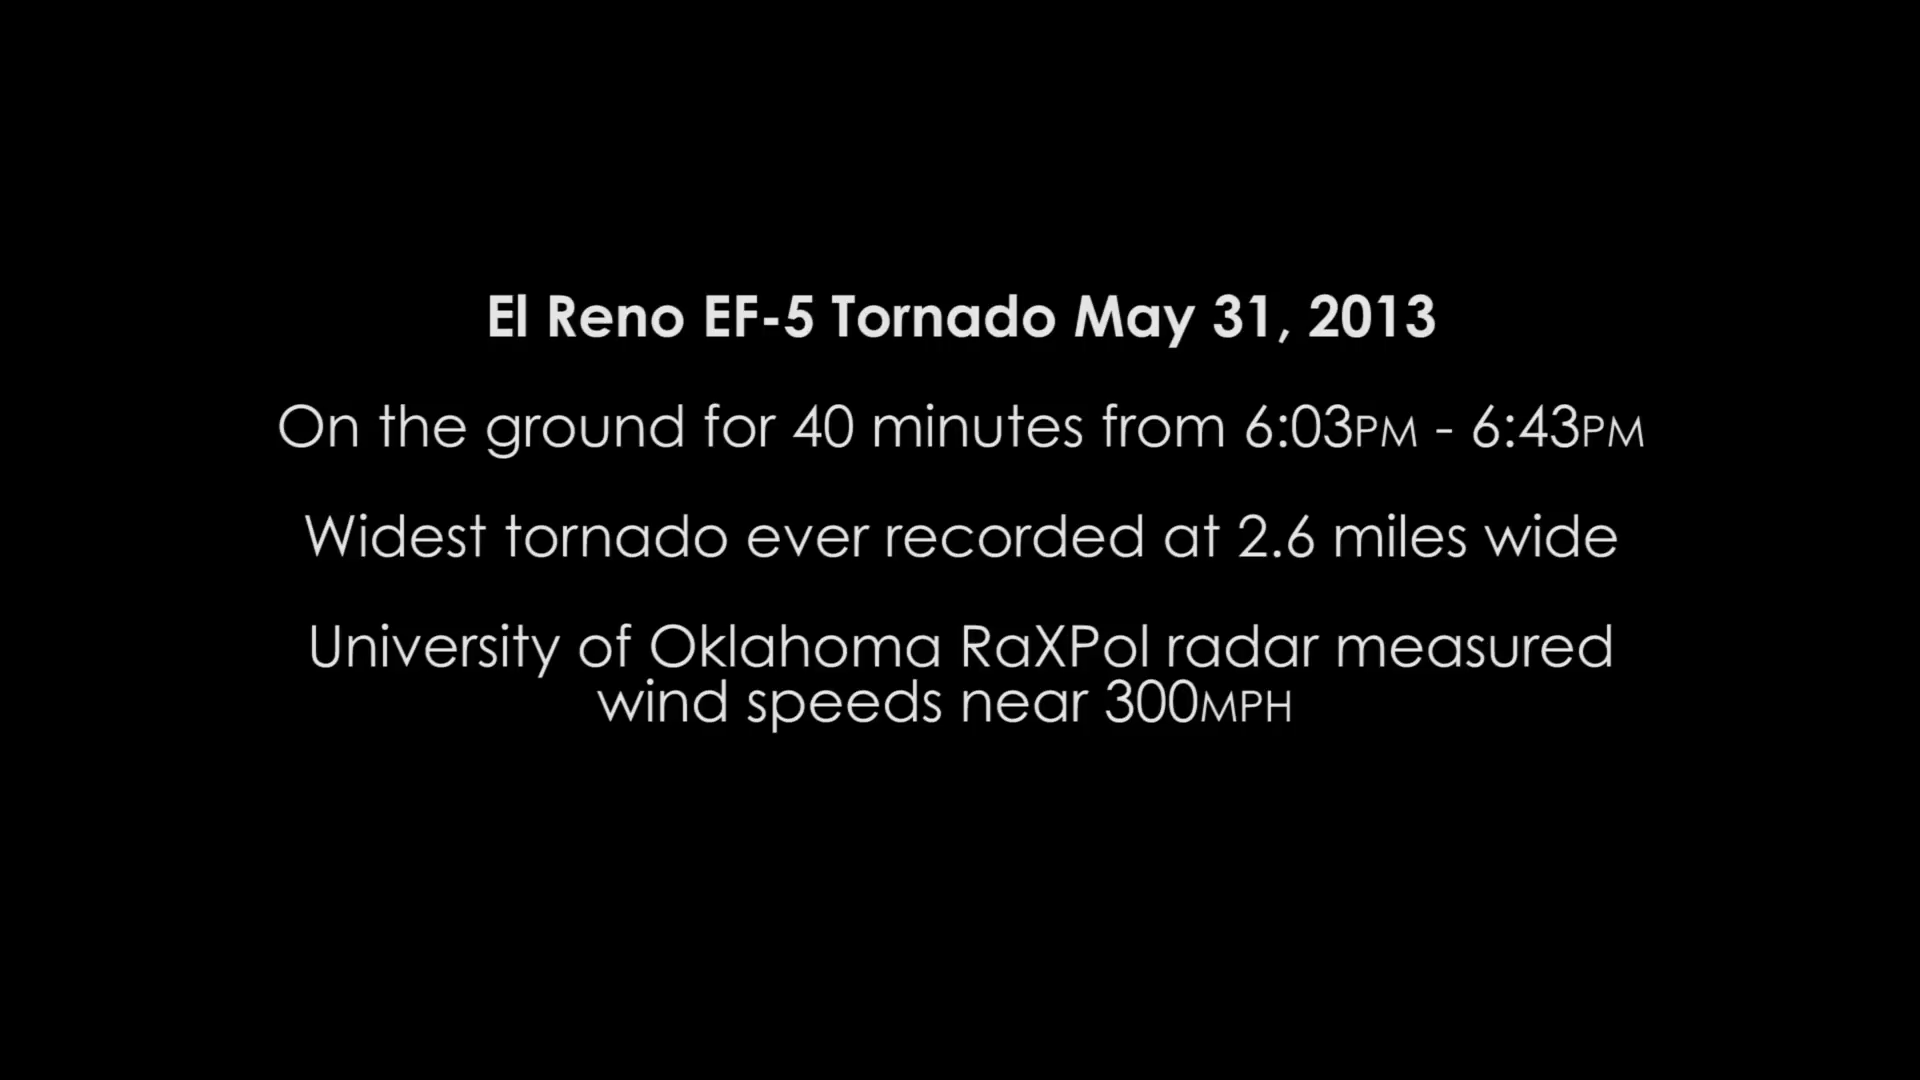 El Reno EF-5 Tornado May 31, 2013
On the ground for 40 minutes from 6:03PM - 6:43PM
Widest tornado ever recorded at 2.6 miles wide
University of Oklahoma RaXPol radar measured
wind speeds near 300MPH